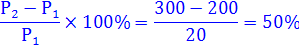 P₂ − P₁ / P₁ × 100% = 300 − 200 / 20 = 50%